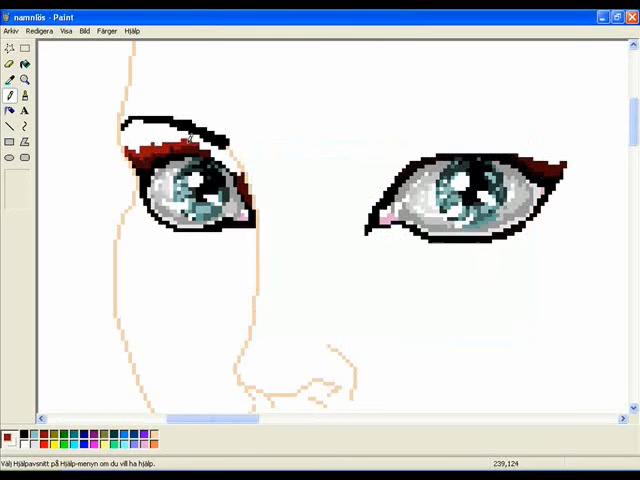 namnlös - Paint
Arkiv Redigera Visa Bild Färger Hjälp
A
Välj Hjälpavsnitt på Hjälp-menyn om du vill ha hjälp.
239,124